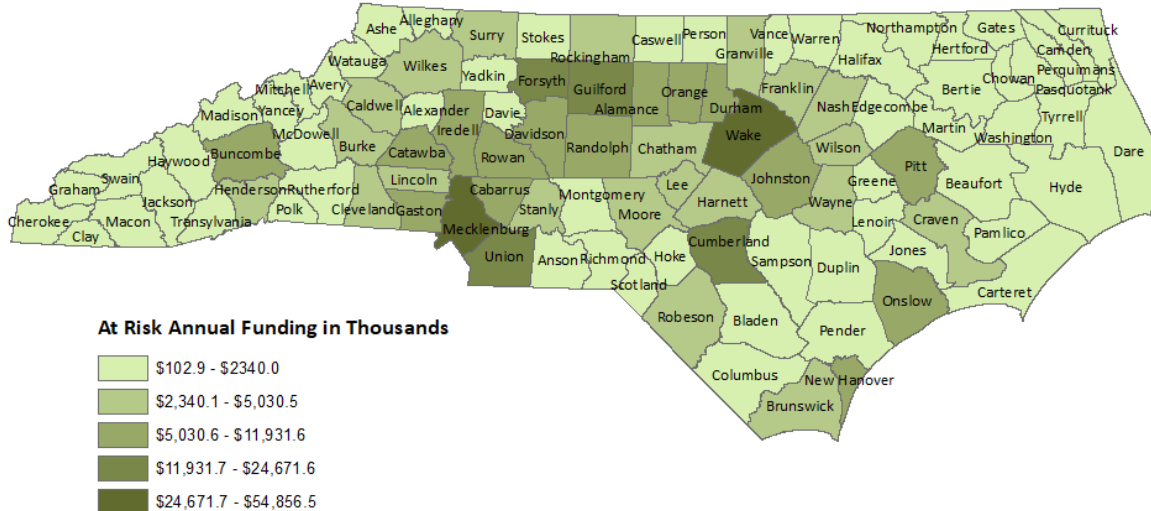 Ashe
Alleghany
Surry
Stokes
Rockingham
Caswell
Person
Granville
Vance
Warren
Northampton
Halifax
Hertford
Gates
Currituck
Camden
Perquimans
Pasquotank
Chowan
Bertie
Watauga
Wilkes
Yadkin
Forsyth
Guilford
Alamance
Orange
Durham
Franklin
Nash
Edgecombe
Martin
Washington
Tyrrell
Dare
Mitchell
Avery
Yancey
Madison
Caldwell
Alexander
Davie
Iredell
Davidson
Randolph
Chatham
Wake
Wilson
Pitt
Beaufort
Hyde
McDowell
Burke
Catawba
Rowan
Buncombe
Haywood
Swain
Graham
Jackson
Henderson
Rutherford
Lincoln
Cabarrus
Montgomery
Lee
Harnett
Johnston
Wayne
Greene
Lenoir
Craven
Pamlico
Cherokee
Clay
Macon
Transylvania
Polk
Cleveland
Gaston
Mecklenburg
Stanly
Moore
Union
Anson
Richmond
Scotland
Hoke
Cumberland
Sampson
Duplin
Jones
Onslow
Carteret
Robeson
Bladen
Pender
Columbus
New Hanover
Brunswick
At Risk Annual Funding in Thousands
$102.9 - $2340.0
$2,340.1 - $5,030.5
$5,030.6 - $11,931.6
$11,931.7 - $24,671.6
$24,671.7 - $54,856.5